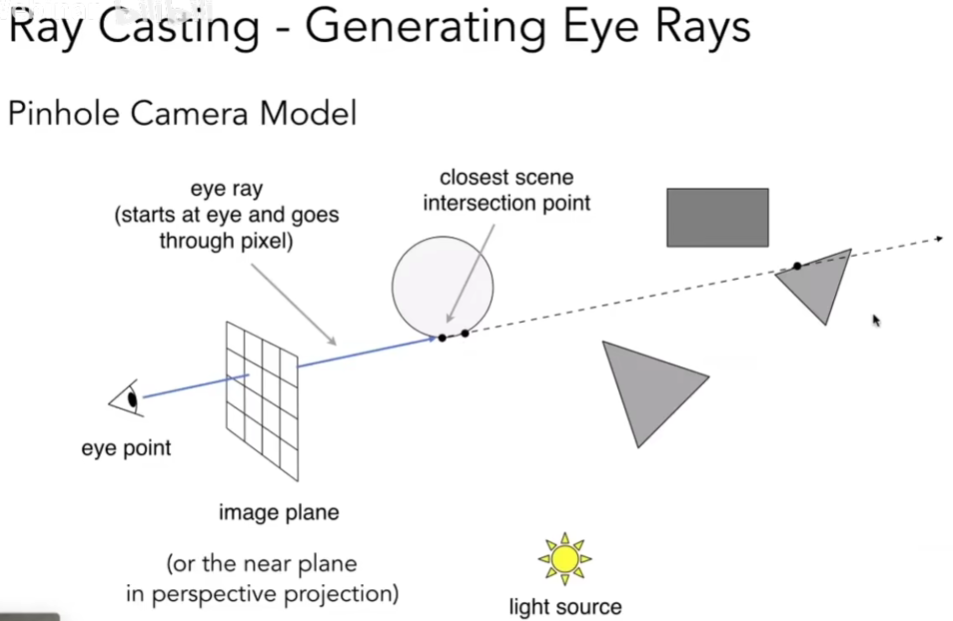 Ray Casting - Generating Eye Rays
Pinhole Camera Model
eye ray
(starts at eye and goes
through pixel)
closest scene
intersection point
eye point
image plane
(or the near plane
in perspective projection)
light source